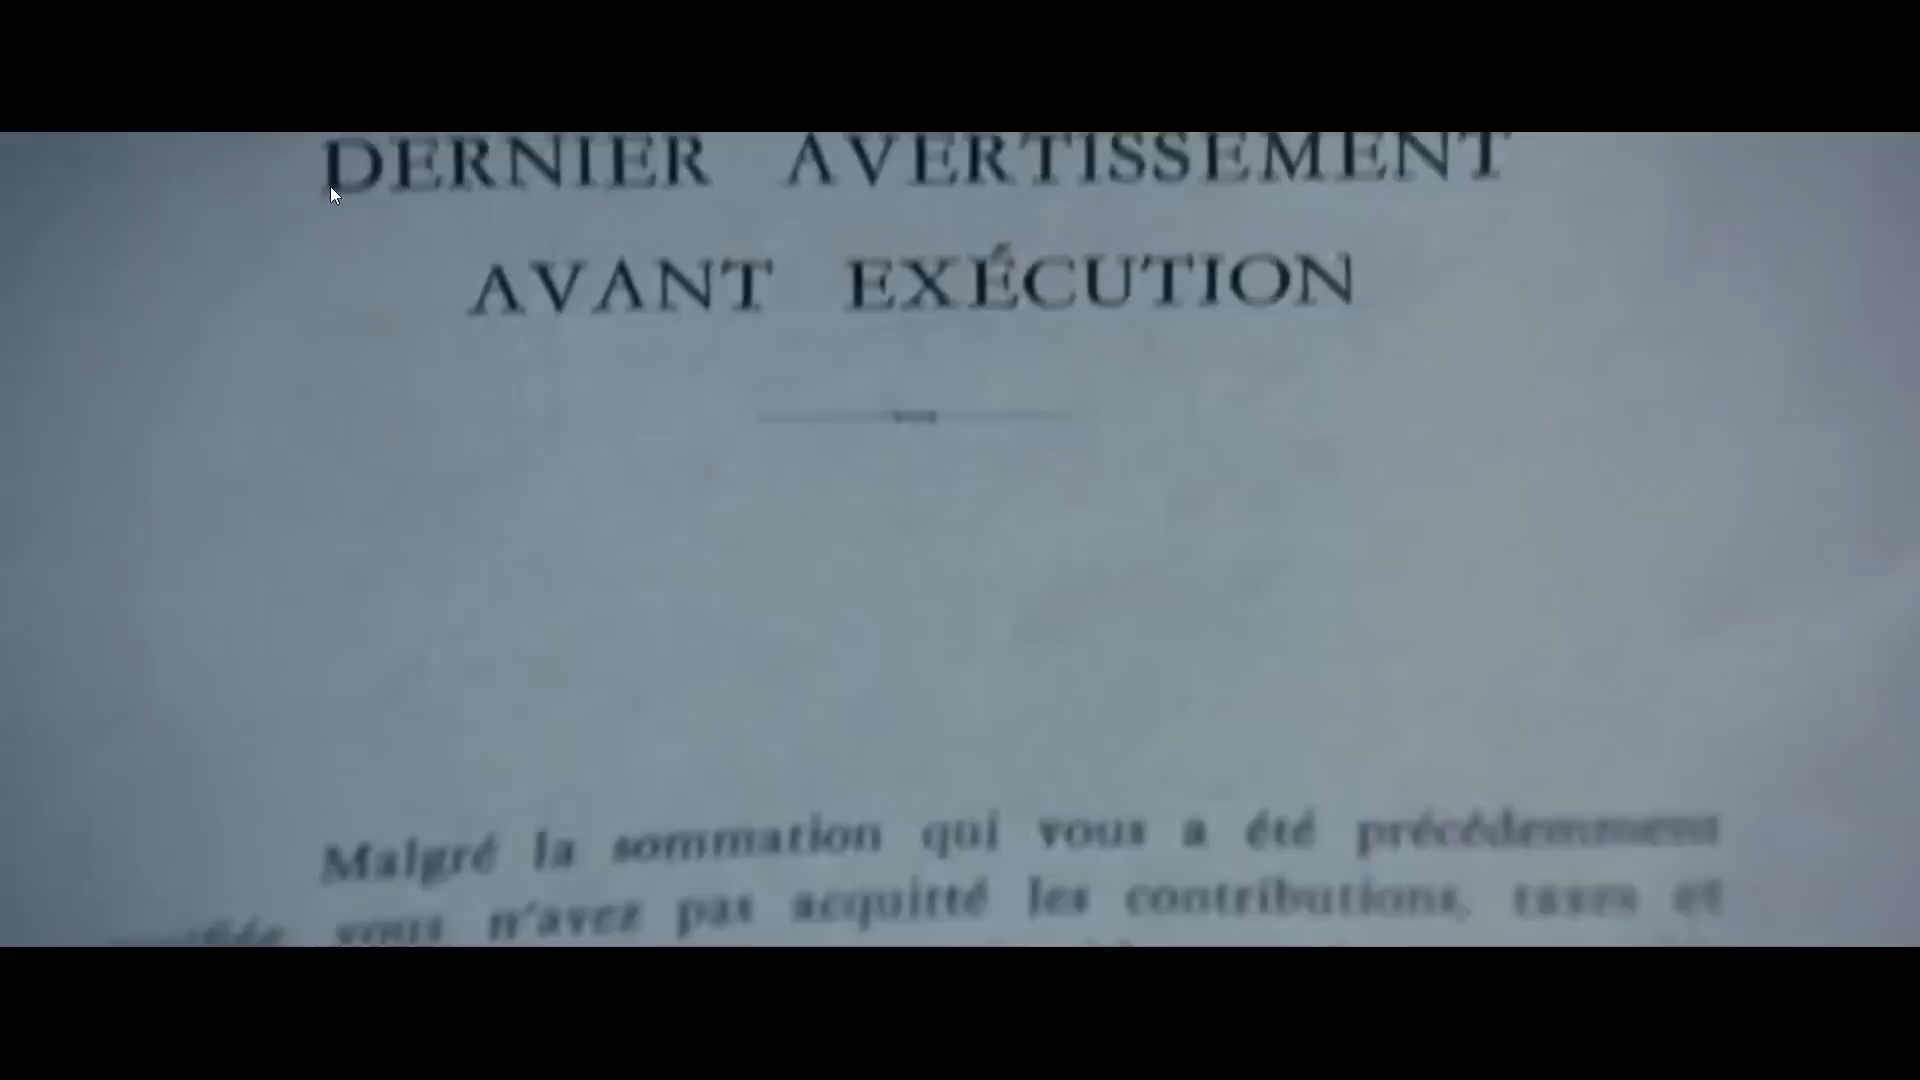 DERNIER AVERTISSEMENT
AVANT EXÉCUTION
Malgré la sommation qui vous a été précédemment
vous n'avez pas acquitté les contributions, taxes et